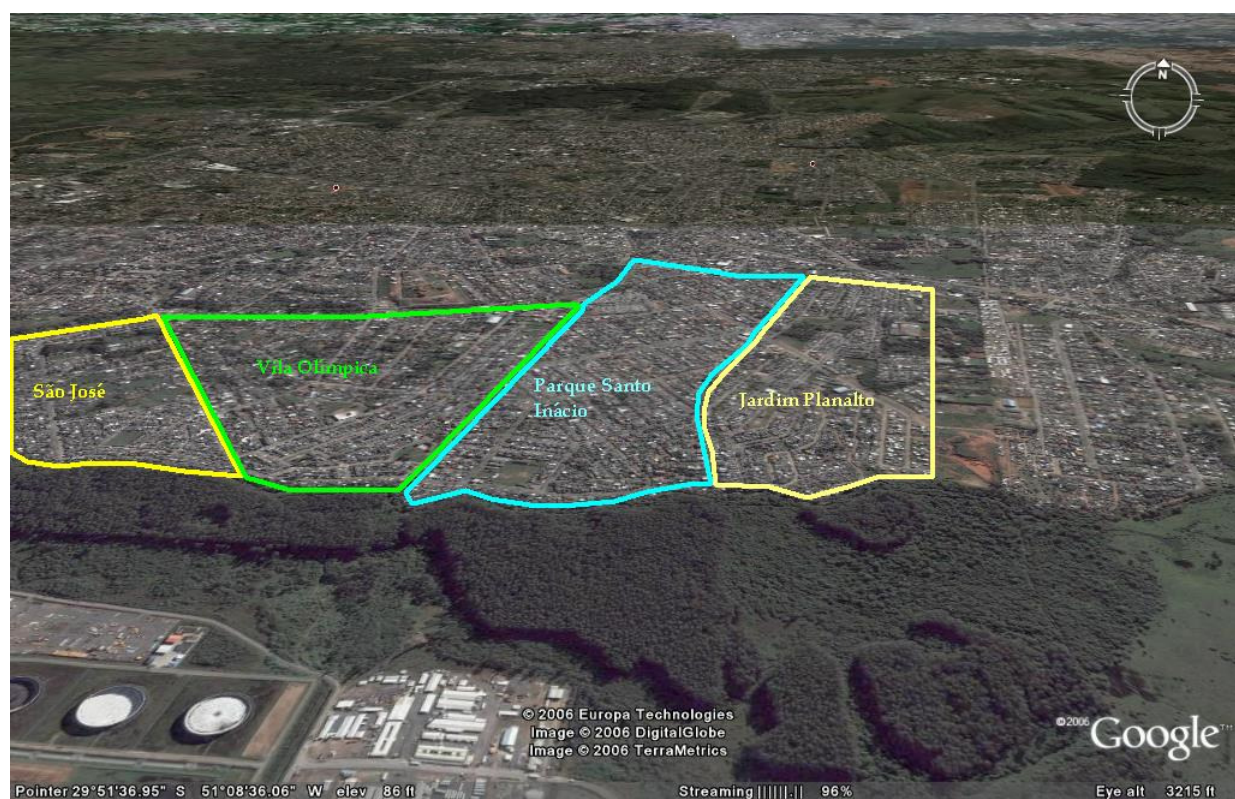 N
Vila Olímpica
São José
Parque Santo
Inácio
Jardim Planalto
© 2006 Europa Technologies
Image © 2006 DigitalGlobe
Image © 2006 TerraMetrics
©2006 Google™
Pointer 29°51'36.95" S 51°08'36.06" W elev 86 ft Streaming ||||||.|| 96% Eye alt 3215 ft